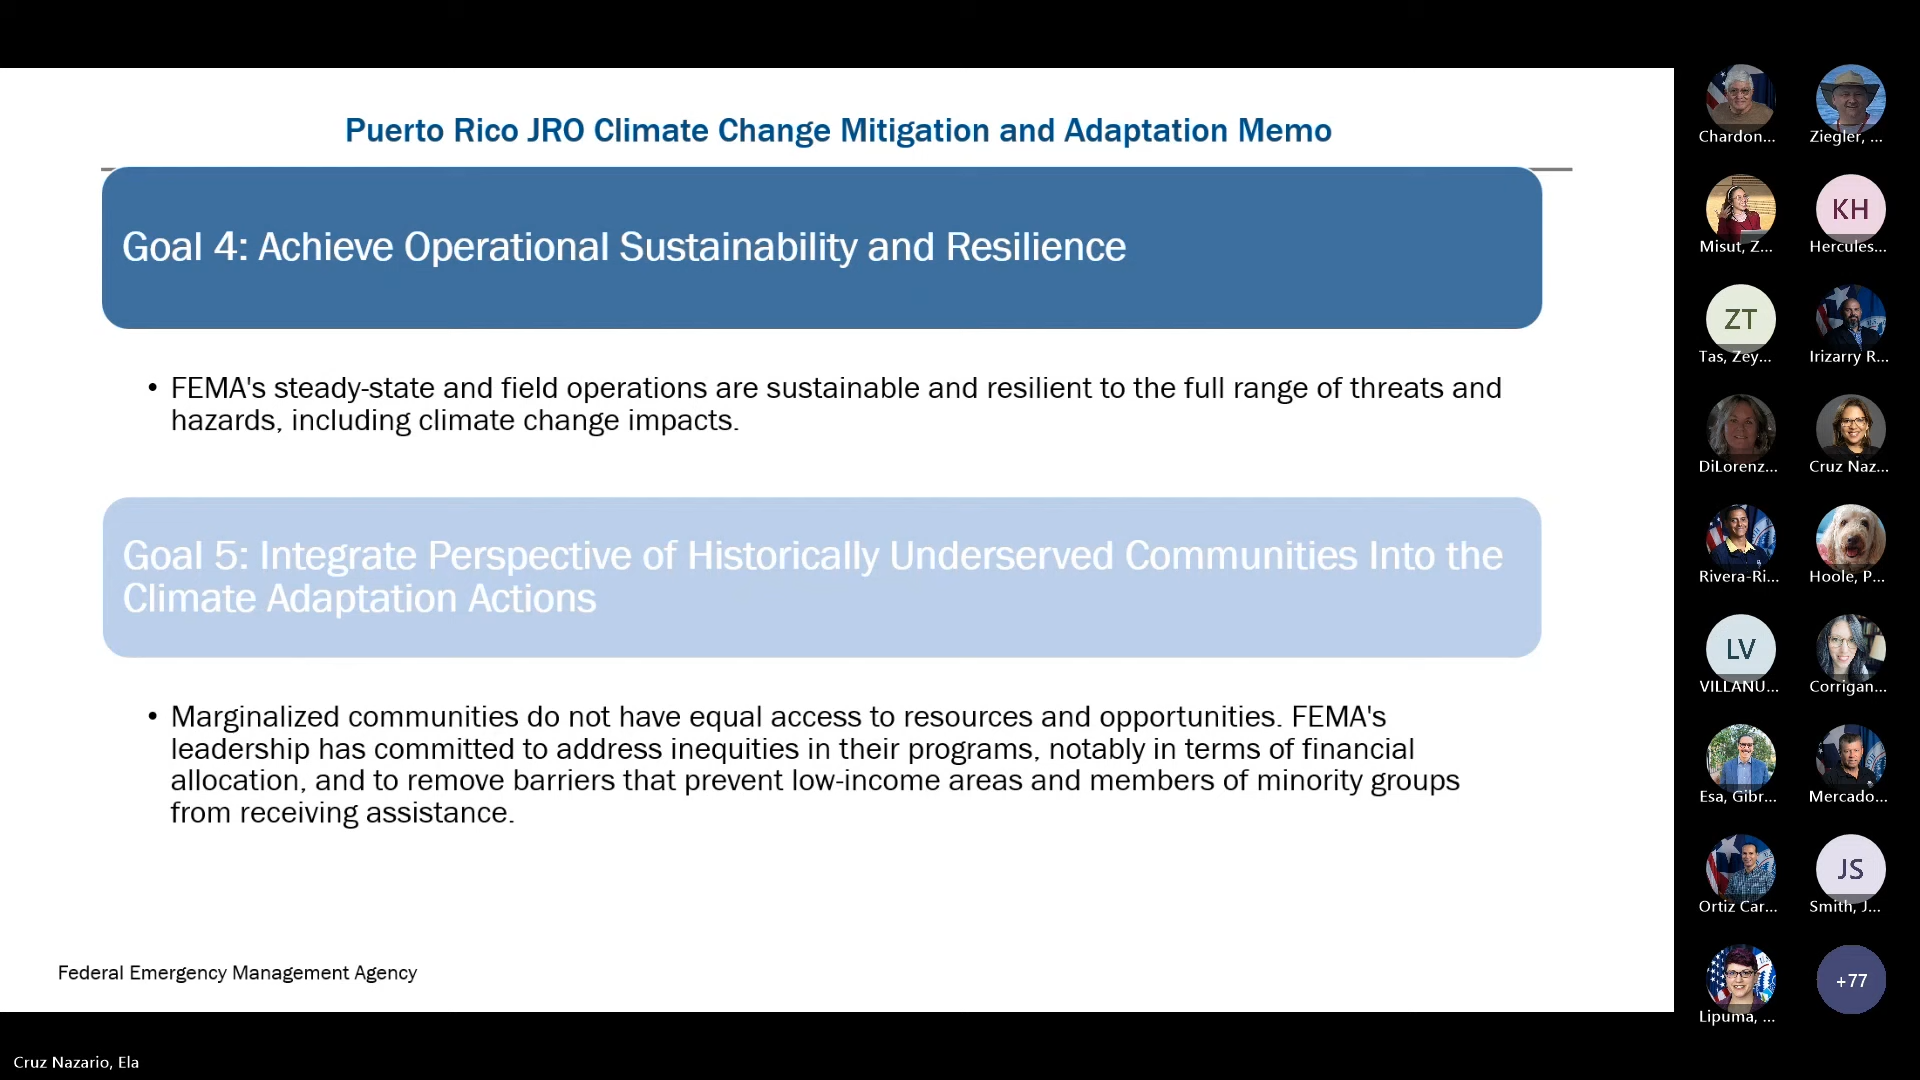 Puerto Rico JRO Climate Change Mitigation and Adaptation Memo
Goal 4: Achieve Operational Sustainability and Resilience
• FEMA's steady-state and field operations are sustainable and resilient to the full range of threats and
hazards, including climate change impacts.
Goal 5: Integrate Perspective of Historically Underserved Communities Into the
Climate Adaptation Actions
• Marginalized communities do not have equal access to resources and opportunities. FEMA's
leadership has committed to address inequities in their programs, notably in terms of financial
allocation, and to remove barriers that prevent low-income areas and members of minority groups
from receiving assistance.
Federal Emergency Management Agency
Cruz Nazario, Ela
Chardon...
Ziegler, ...
Misut, Z...
KH
Hercules...
ZT
Tas, Zey...
Irizarry R...
DiLorenz...
Cruz Naz...
Rivera-Ri...
Hoole, P...
LV
VILLANU...
Corrigan...
Esa, Gibr...
Mercado...
Ortiz Car...
JS
Smith, J...
Lipuma, ...
+77